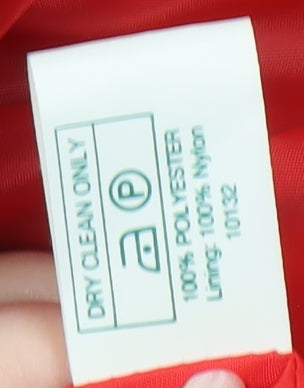 DRY CLEAN ONLY
P
100% POLYESTER
Lining: 100% Nylon
10132